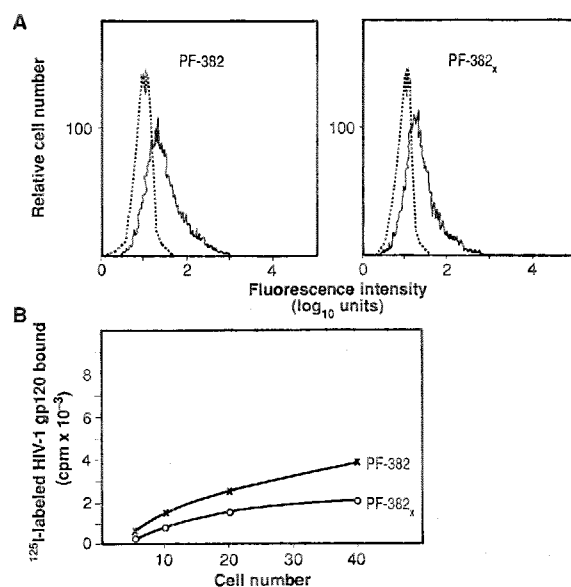 A
PF-382
PF-382x
Relative cell number
100
100
0 2 4
0 2 4
Fluorescence intensity
(log10 units)
B
125I-labeled HIV-1 gp120 bound
(cpm x 10-3)
8
6
4
2
0
PF-382
PF-382x
10 20 30 40
Cell number